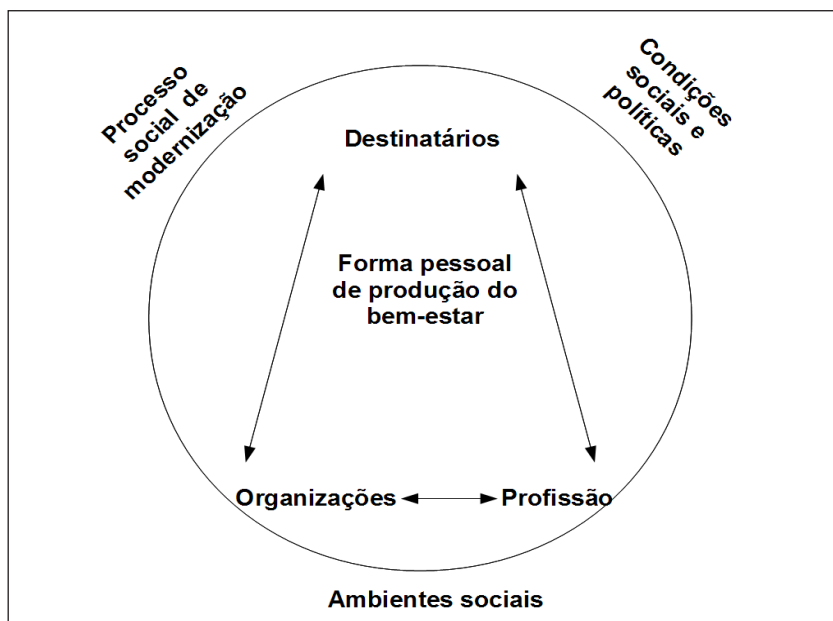 Processo
social de
modernização
Condições
sociais e
políticas
Destinatários
Forma pessoal
de produção do
bem-estar
Organizações
Profissão
Ambientes sociais